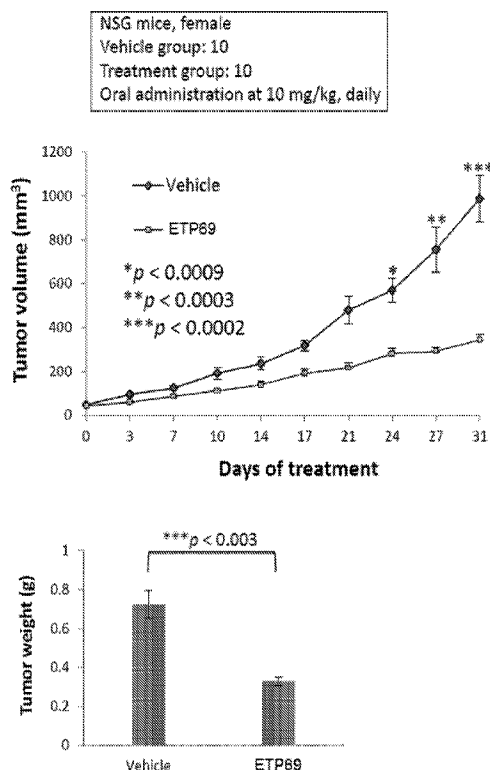 NSG mice, female
Vehicle group: 10
Treatment group: 10
Oral administration at 10 mg/kg, daily
Tumor volume (mm³)
1200
1000
800
600
400
200
0
Vehicle
ETP69
*p < 0.0009
**p < 0.0003
***p < 0.0002
*
**
***
0 3 7 10 14 17 21 24 27 31
Days of treatment
***p < 0.003
Tumor weight (g)
1
0.8
0.6
0.4
0.2
0
Vehicle ETP69